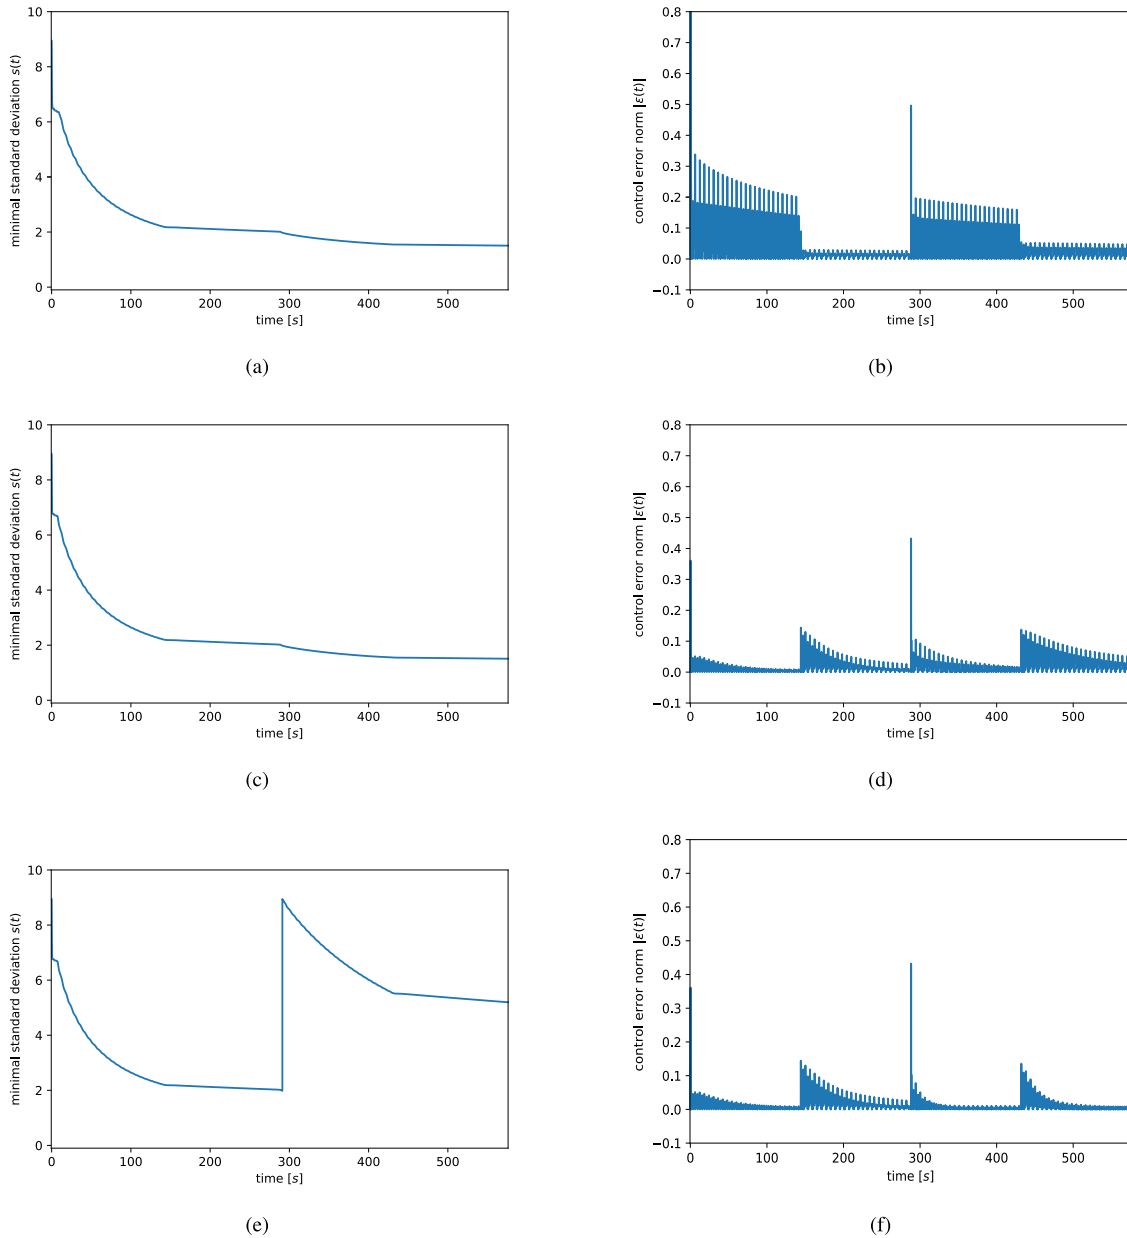 10
8
6
4
2
0
minimal standard deviation s(t)
0 100 200 300 400 500
time [s]
(a)
0.8
0.7
0.6
0.5
0.4
0.3
0.2
0.1
0.0
−0.1
control error norm |ε(t)|
0 100 200 300 400 500
time [s]
(b)
10
8
6
4
2
0
minimal standard deviation s(t)
0 100 200 300 400 500
time [s]
(c)
0.8
0.7
0.6
0.5
0.4
0.3
0.2
0.1
0.0
−0.1
control error norm |ε(t)|
0 100 200 300 400 500
time [s]
(d)
10
8
6
4
2
0
minimal standard deviation s(t)
0 100 200 300 400 500
time [s]
(e)
0.8
0.7
0.6
0.5
0.4
0.3
0.2
0.1
0.0
−0.1
control error norm |ε(t)|
0 100 200 300 400 500
time [s]
(f)